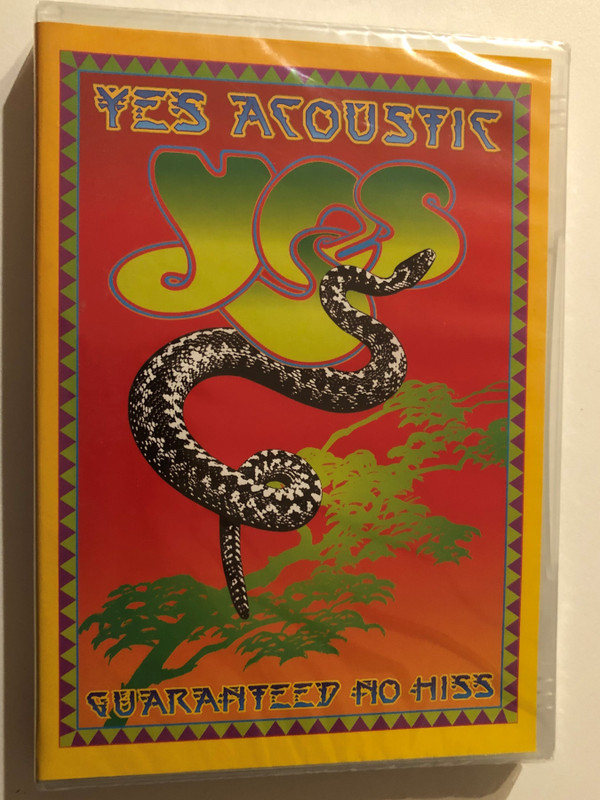 YES ACOUSTIC
Yes
GUARANTEED NO HISS